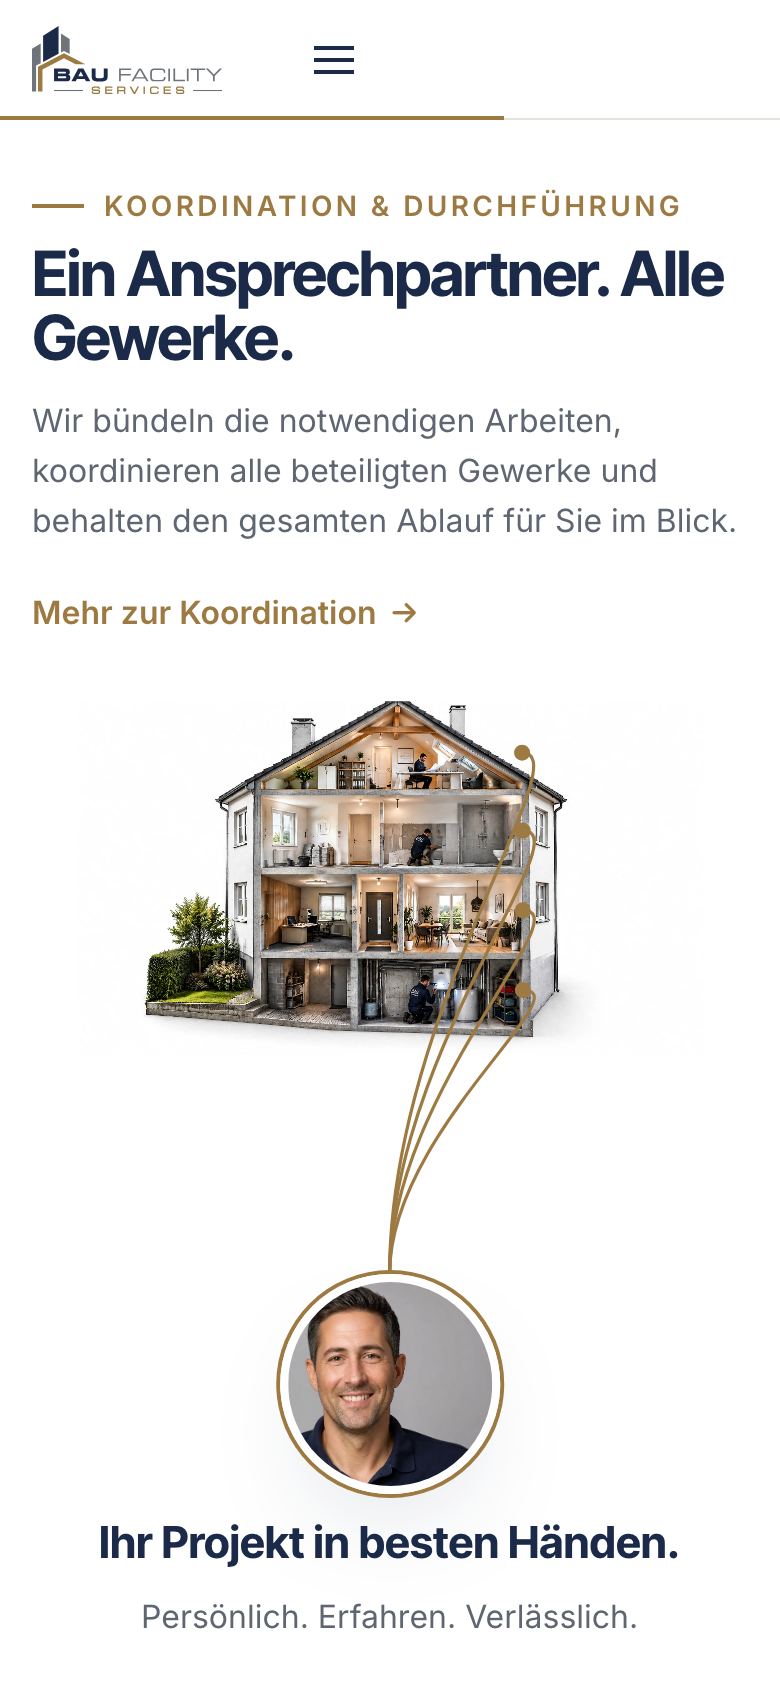 BAU FACILITY
SERVICES
KOORDINATION & DURCHFÜHRUNG
Ein Ansprechpartner. Alle
Gewerke.
Wir bündeln die notwendigen Arbeiten,
koordinieren alle beteiligten Gewerke und
behalten den gesamten Ablauf für Sie im Blick.
Mehr zur Koordination →
Ihr Projekt in besten Händen.
Persönlich. Erfahren. Verlässlich.